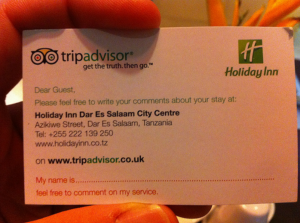 tripadvisor®
get the truth. then go.™
H
Holiday Inn
Dear Guest,
Please feel free to write your comments about your stay at:
Holiday Inn Dar Es Salaam City Centre
Azikiwe Street, Dar Es Salaam, Tanzania
Tel: +255 222 139 250
www.holidayinn.co.tz
on www.tripadvisor.co.uk
My name is..............................................................
feel free to comment on my service.